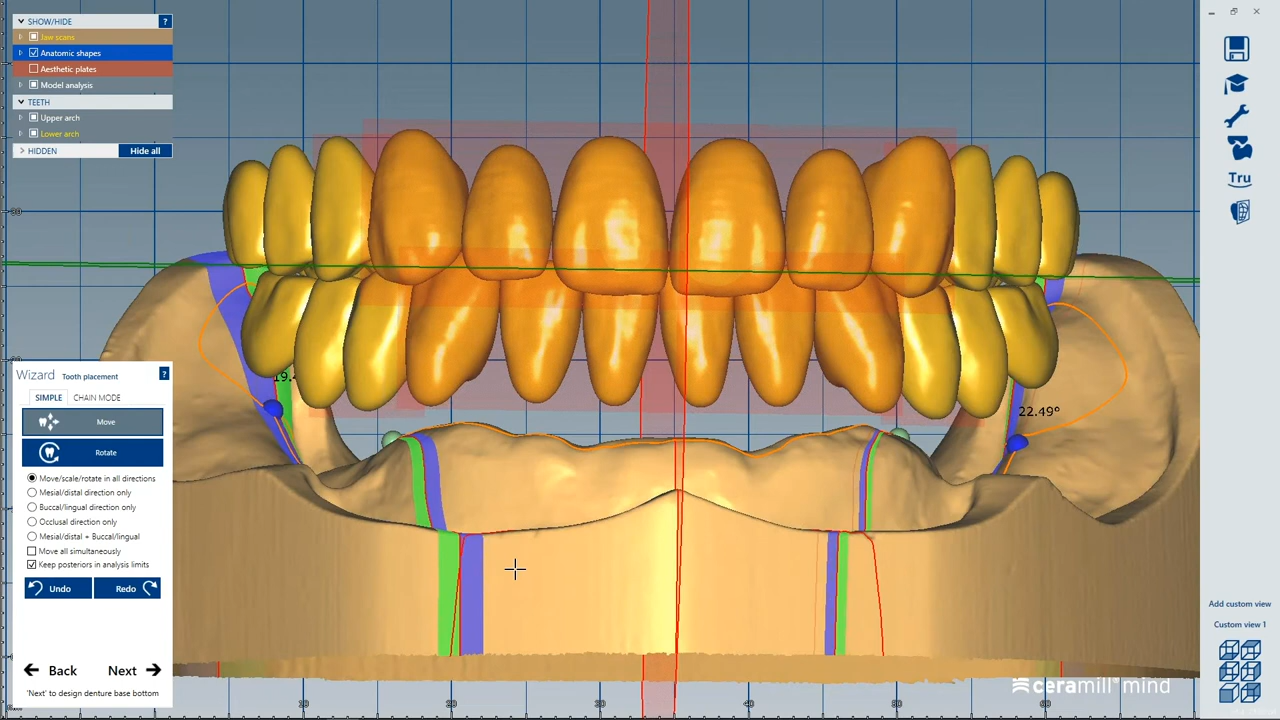 SHOW/HIDE ?
Jaw scans
Anatomic shapes
Aesthetic plates
Model analysis
TEETH
Upper arch
Lower arch
HIDDEN Hide all
Tru
22.49°
Wizard Tooth placement ?
SIMPLE CHAIN MODE
Move
Rotate
Move/scale/rotate in all directions
Mesial/distal direction only
Buccal/lingual direction only
Occlusal direction only
Mesial/distal + Buccal/lingual
Move all simultaneously
Keep posteriors in analysis limits
Undo Redo
Back Next
'Next' to design denture base bottom
Add custom view
Custom view 1
ceramill® mind